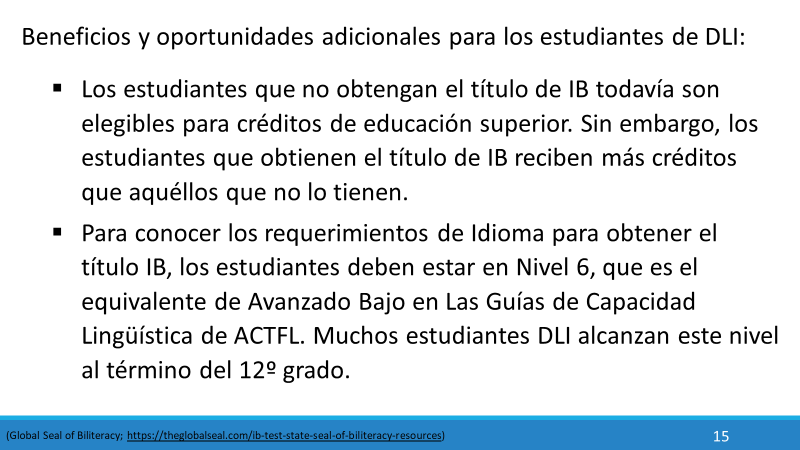 Beneficios y oportunidades adicionales para los estudiantes de DLI:
▪ Los estudiantes que no obtengan el título de IB todavía son
elegibles para créditos de educación superior. Sin embargo, los
estudiantes que obtienen el título de IB reciben más créditos
que aquéllos que no lo tienen.
▪ Para conocer los requerimientos de Idioma para obtener el
título IB, los estudiantes deben estar en Nivel 6, que es el
equivalente de Avanzado Bajo en Las Guías de Capacidad
Lingüística de ACTFL. Muchos estudiantes DLI alcanzan este nivel
al término del 12º grado.
(Global Seal of Biliteracy; https://theglobalseal.com/ib-test-state-seal-of-biliteracy-resources)
15